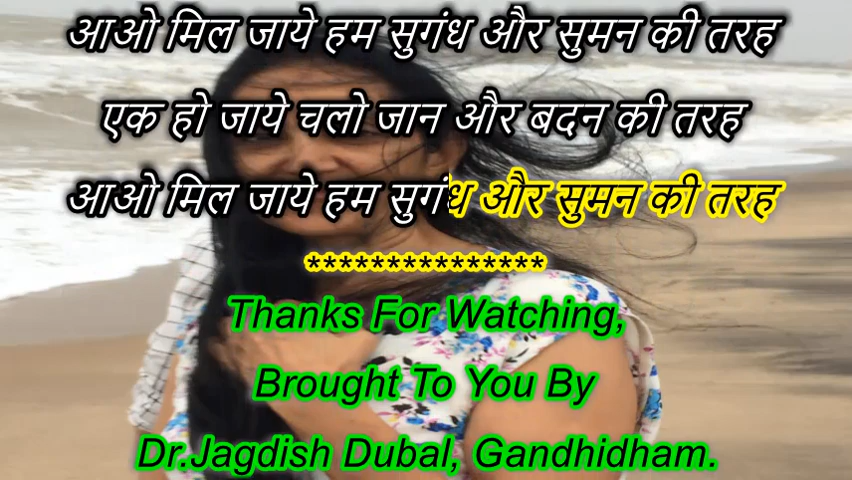 आओ मिल जाये हम सुगंध और सुमन की तरह
एक हो जाये चलो जान और बदन की तरह
आओ मिल जाये हम सुगंध और सुमन की तरह
***************
Thanks For Watching,
Brought To You By
Dr.Jagdish Dubal, Gandhidham.